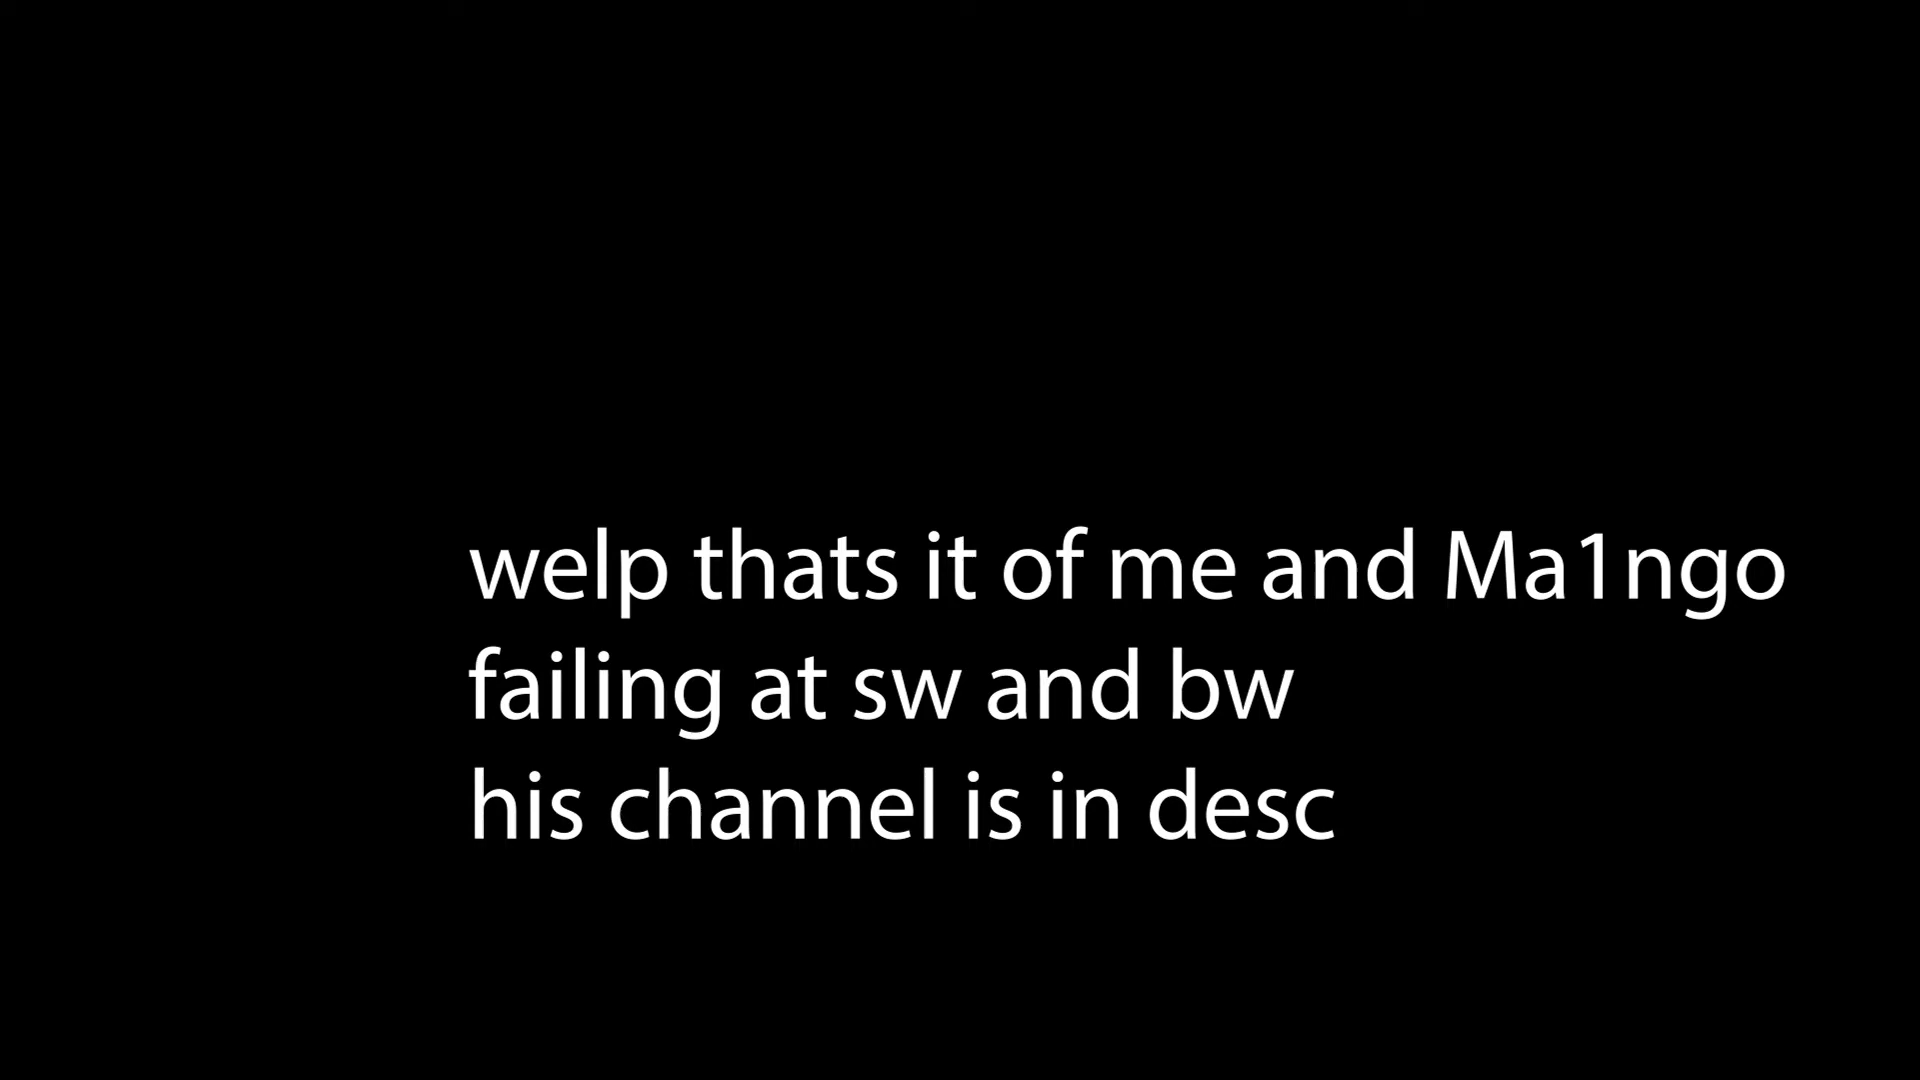 welp thats it of me and Ma1ngo
failing at sw and bw
his channel is in desc